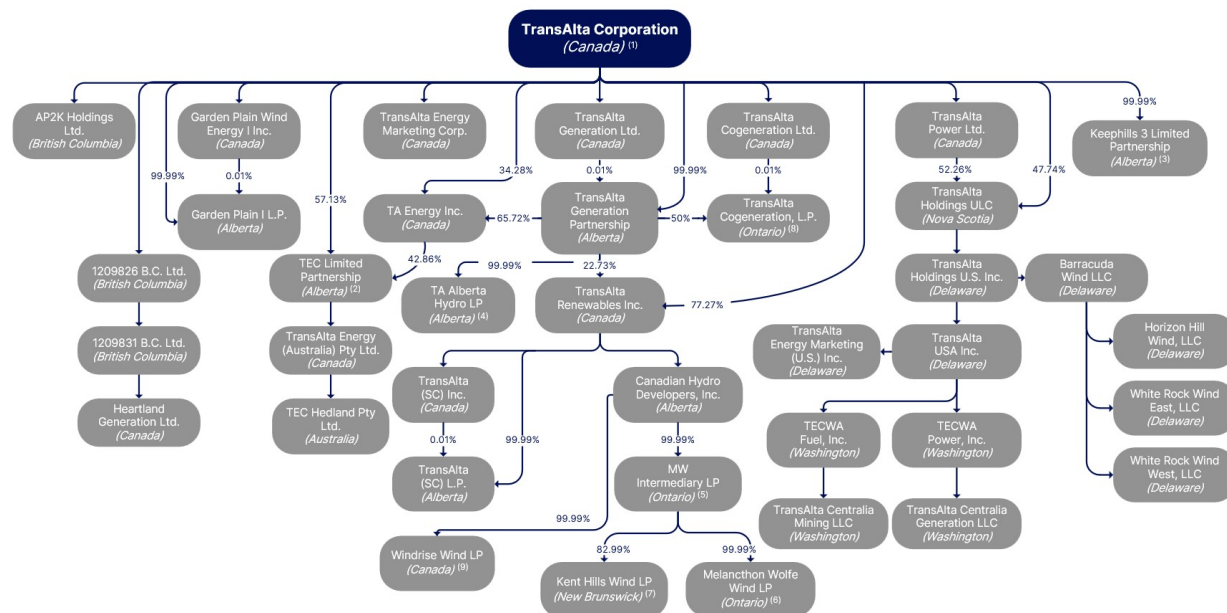 TransAlta Corporation
(Canada) (1)
AP2K Holdings
Ltd.
(British Columbia)
Garden Plain Wind
Energy I Inc.
(Canada)
TransAlta Energy
Marketing Corp.
(Canada)
TransAlta
Generation Ltd.
(Canada)
TransAlta
Cogeneration Ltd.
(Canada)
TransAlta
Power Ltd.
(Canada)
99.99%
Keephills 3 Limited
Partnership
(Alberta) (3)
99.99%
0.01%
57.13%
34.28%
0.01%
99.99%
0.01%
52.26%
47.74%
Garden Plain I L.P.
(Alberta)
TA Energy Inc.
(Canada)
65.72%
TransAlta
Generation
Partnership
(Alberta)
50%
TransAlta
Cogeneration, L.P.
(Ontario) (8)
TransAlta
Holdings ULC
(Nova Scotia)
42.86%
99.99%
22.73%
1209826 B.C. Ltd.
(British Columbia)
TEC Limited
Partnership
(Alberta) (2)
TA Alberta
Hydro LP
(Alberta) (4)
TransAlta
Renewables Inc.
(Canada)
77.27%
TransAlta
Holdings U.S. Inc.
(Delaware)
Barracuda
Wind LLC
(Delaware)
1209831 B.C. Ltd.
(British Columbia)
TransAlta Energy
(Australia) Pty Ltd.
(Canada)
TransAlta
Energy Marketing
(U.S.) Inc.
(Delaware)
TransAlta
USA Inc.
(Delaware)
Horizon Hill
Wind, LLC
(Delaware)
Heartland
Generation Ltd.
(Canada)
TEC Hedland Pty
Ltd.
(Australia)
TransAlta
(SC) Inc.
(Canada)
Canadian Hydro
Developers, Inc.
(Alberta)
White Rock Wind
East, LLC
(Delaware)
0.01%
99.99%
99.99%
TECWA
Fuel, Inc.
(Washington)
TECWA
Power, Inc.
(Washington)
TransAlta
(SC) L.P.
(Alberta)
MW
Intermediary LP
(Ontario) (5)
White Rock Wind
West, LLC
(Delaware)
99.99%
TransAlta Centralia
Mining LLC
(Washington)
TransAlta Centralia
Generation LLC
(Washington)
82.99%
99.99%
Windrise Wind LP
(Canada) (9)
Kent Hills Wind LP
(New Brunswick) (7)
Melancthon Wolfe
Wind LP
(Ontario) (6)